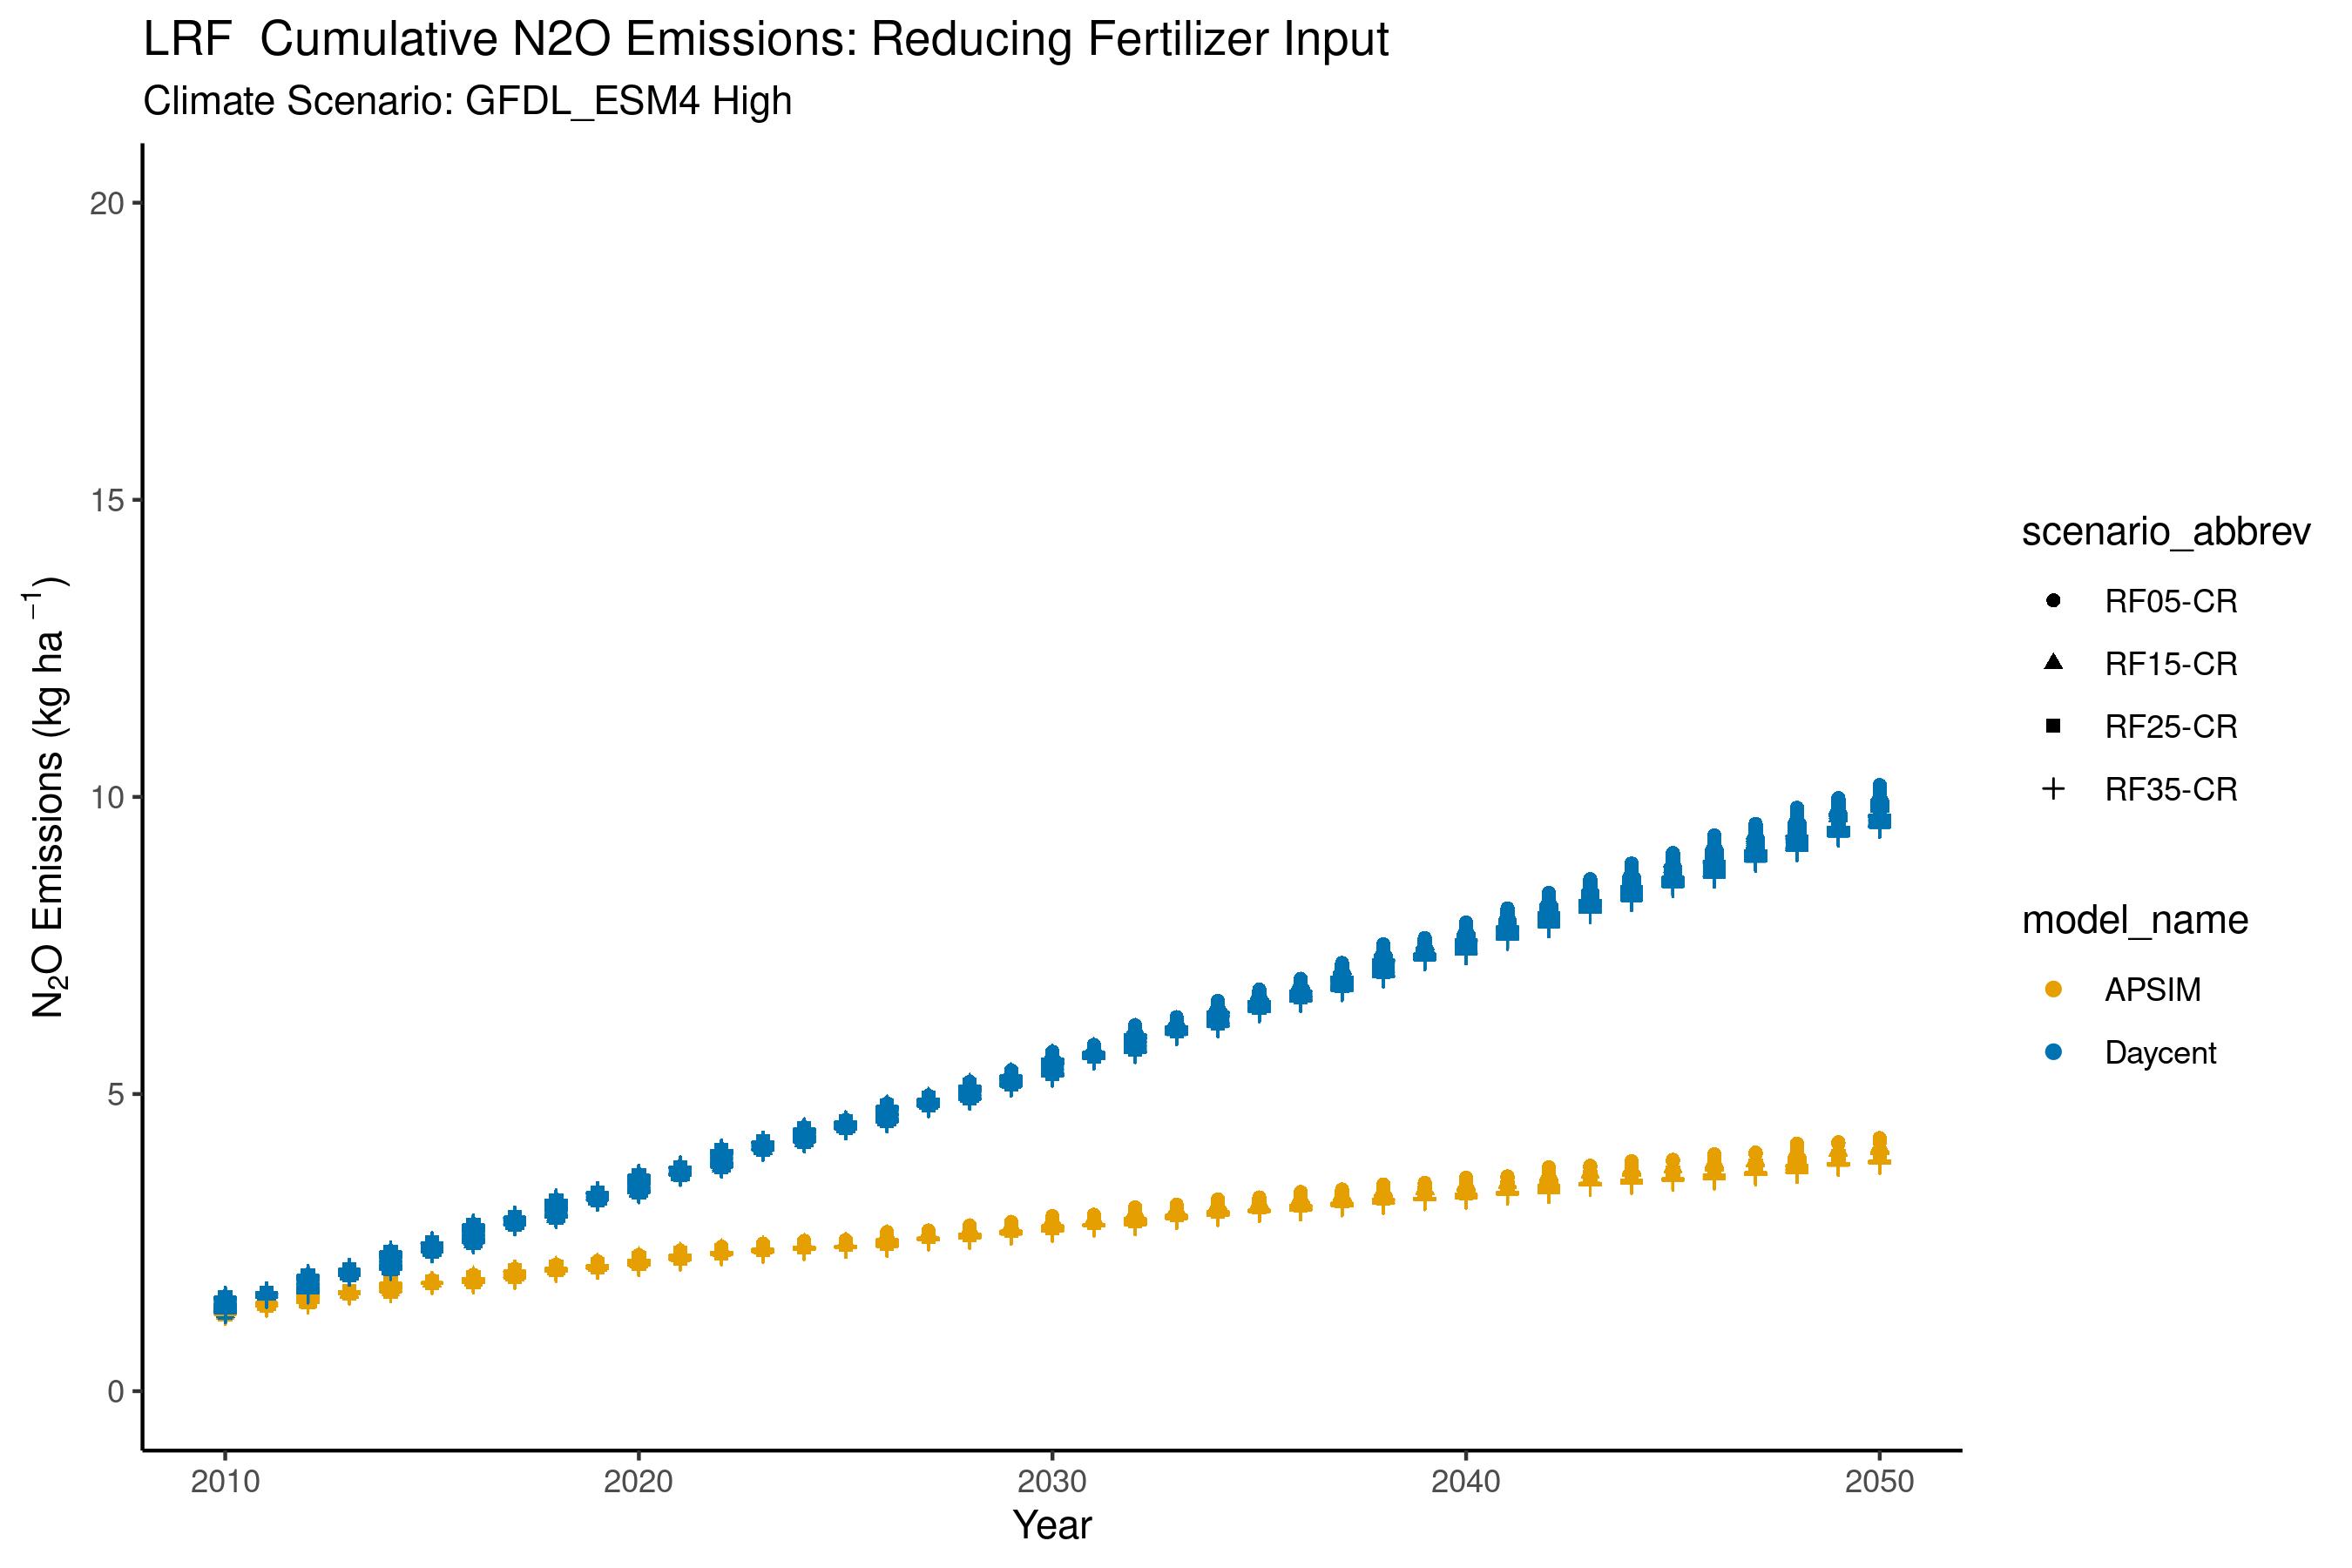 LRF  Cumulative N2O Emissions: Reducing Fertilizer Input
Climate Scenario: GFDL_ESM4 High
20
15
10
5
0
N₂O Emissions (kg ha⁻¹)
2010 2020 2030 2040 2050
Year
scenario_abbrev
RF05-CR
RF15-CR
RF25-CR
RF35-CR
model_name
APSIM
Daycent